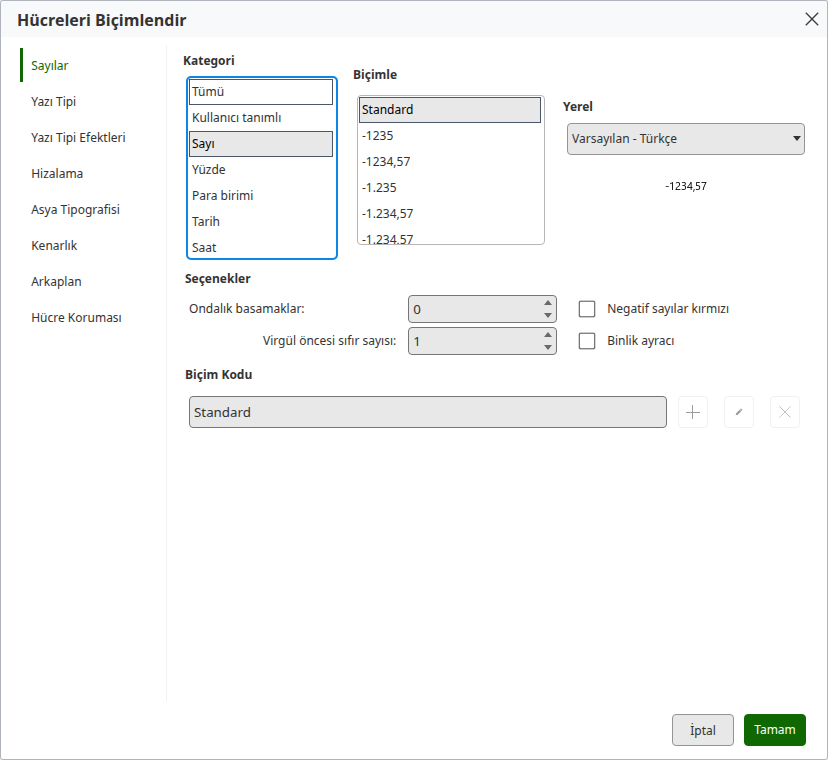 Hücreleri Biçimlendir
Sayılar
Yazı Tipi
Yazı Tipi Efektleri
Hizalama
Asya Tipografisi
Kenarlık
Arkaplan
Hücre Koruması
Kategori
Tümü
Kullanıcı tanımlı
Sayı
Yüzde
Para birimi
Tarih
Saat
Biçimle
Standard
-1235
-1234,57
-1.235
-1.234,57
-1.234,57
Yerel
Varsayılan - Türkçe
-1234,57
Seçenekler
Ondalık basamaklar:
0
Negatif sayılar kırmızı
Virgül öncesi sıfır sayısı:
1
Binlik ayracı
Biçim Kodu
Standard
İptal
Tamam